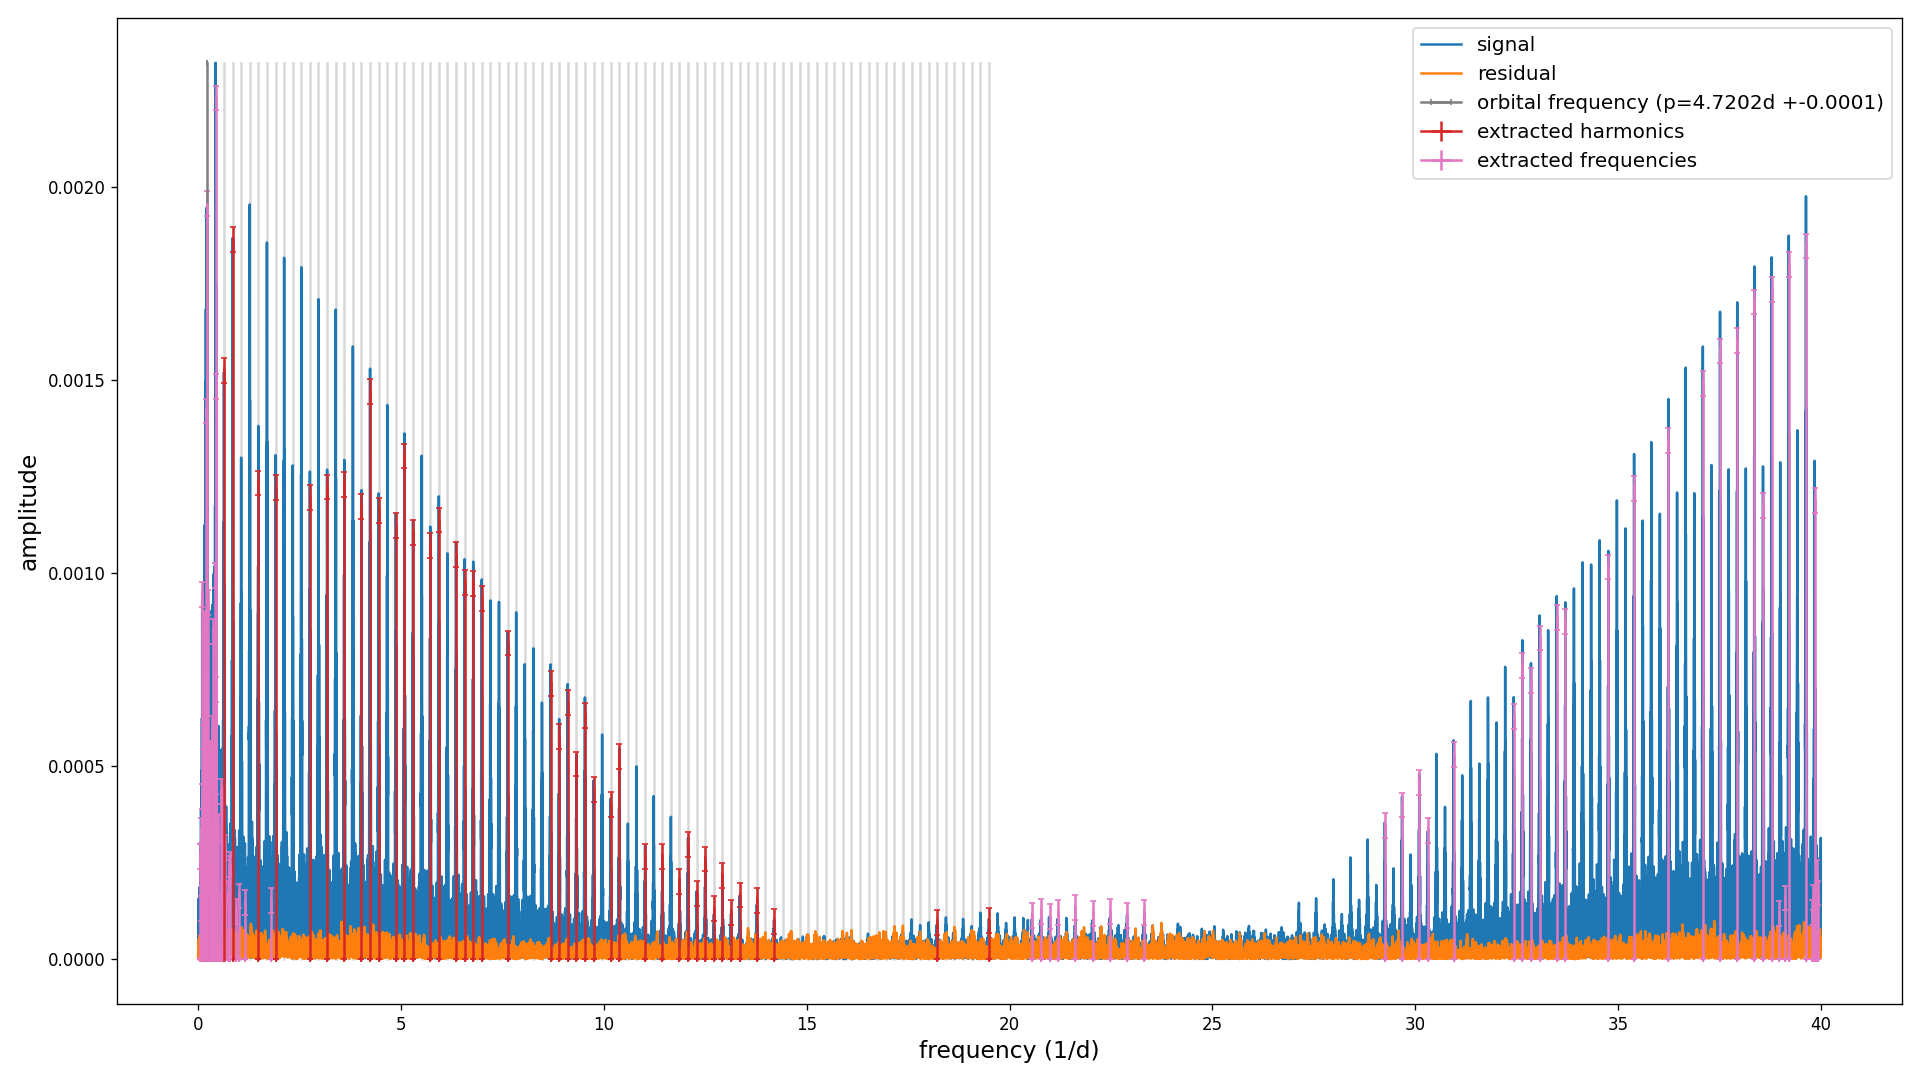 signal
residual
orbital frequency (p=4.7202d +-0.0001)
extracted harmonics
extracted frequencies
0.0020
0.0015
0.0010
0.0005
0.0000
amplitude
0
5
10
15
20
25
30
35
40
frequency (1/d)